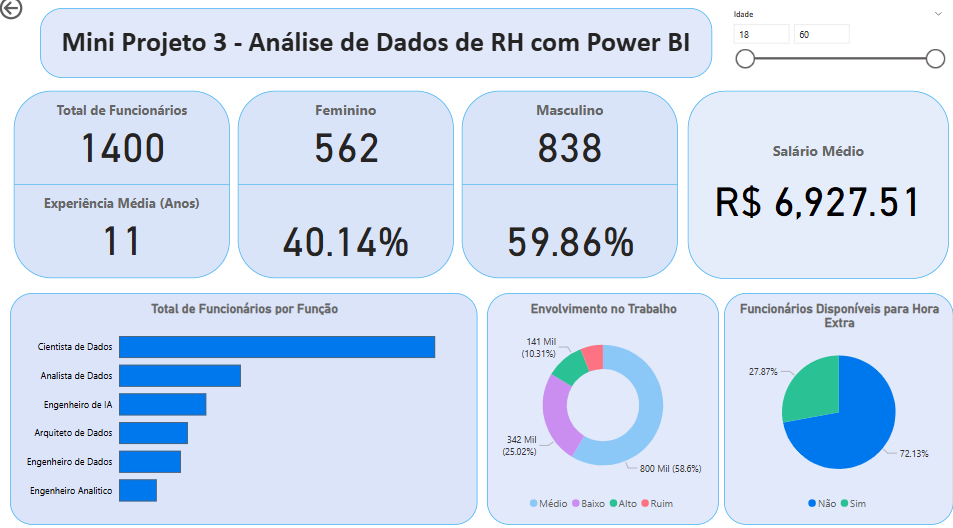 Mini Projeto 3 - Análise de Dados de RH com Power BI
Idade
18
60
Total de Funcionários
1400
Experiência Média (Anos)
11
Feminino
562
40.14%
Masculino
838
59.86%
Salário Médio
R$ 6,927.51
Total de Funcionários por Função
Cientista de Dados
Analista de Dados
Engenheiro de IA
Arquiteto de Dados
Engenheiro de Dados
Engenheiro Analitico
Envolvimento no Trabalho
141 Mil
(10.31%)
342 Mil
(25.02%)
800 Mil (58.6%)
Médio Baixo Alto Ruim
Funcionários Disponíveis para Hora
Extra
27.87%
72.13%
Não Sim